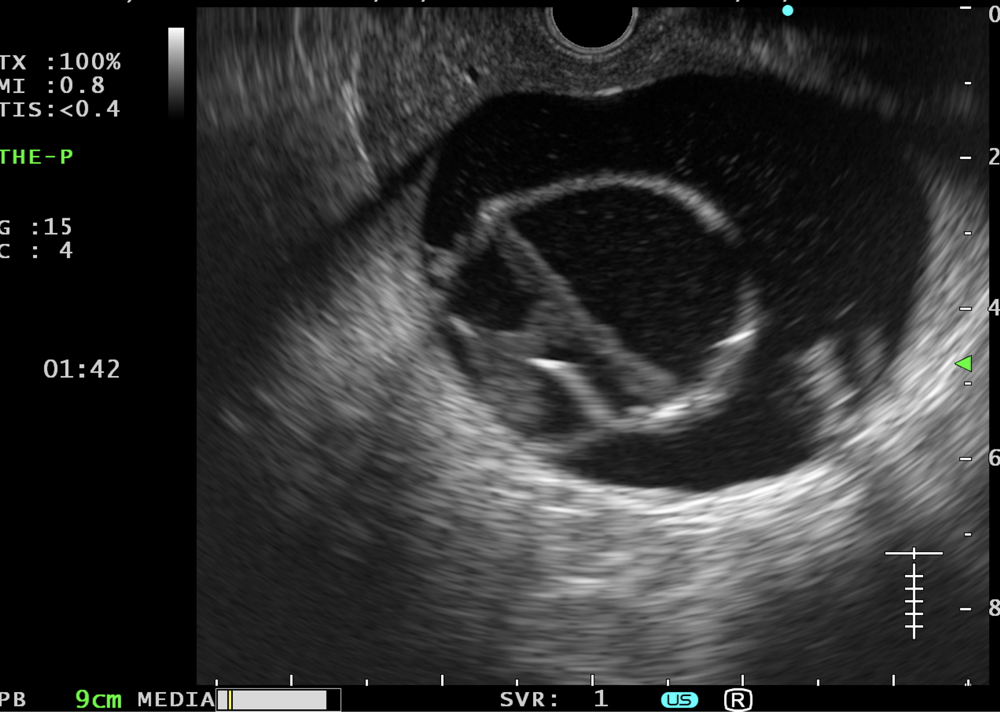 0
TX :100%
MI :0.8
TIS:<0.4
THE-P
2
G :15
C : 4
4
01:42
6
8
PB 9cm MEDIA SVR: 1 US R